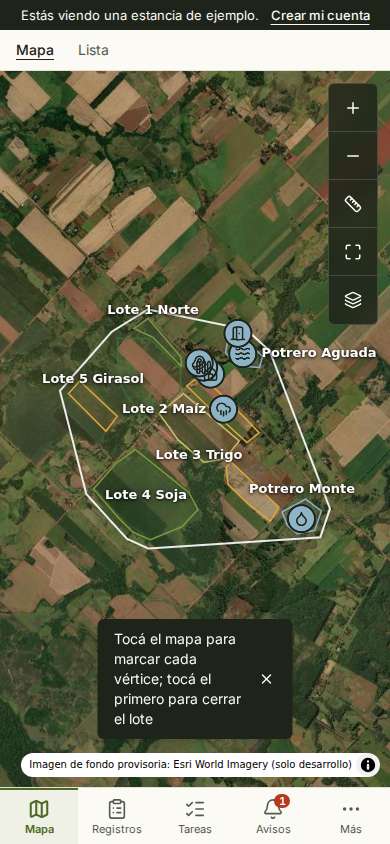 Estás viendo una estancia de ejemplo. Crear mi cuenta
Mapa Lista
Lote 1 Norte
Potrero Aguada
Lote 5 Girasol
Lote 2 Maíz
Lote 3 Trigo
Potrero Monte
Lote 4 Soja
Tocá el mapa para
marcar cada
vértice; tocá el
primero para cerrar
el lote
Imagen de fondo provisoria: Esri World Imagery (solo desarrollo)
1
Mapa Registros Tareas Avisos Más